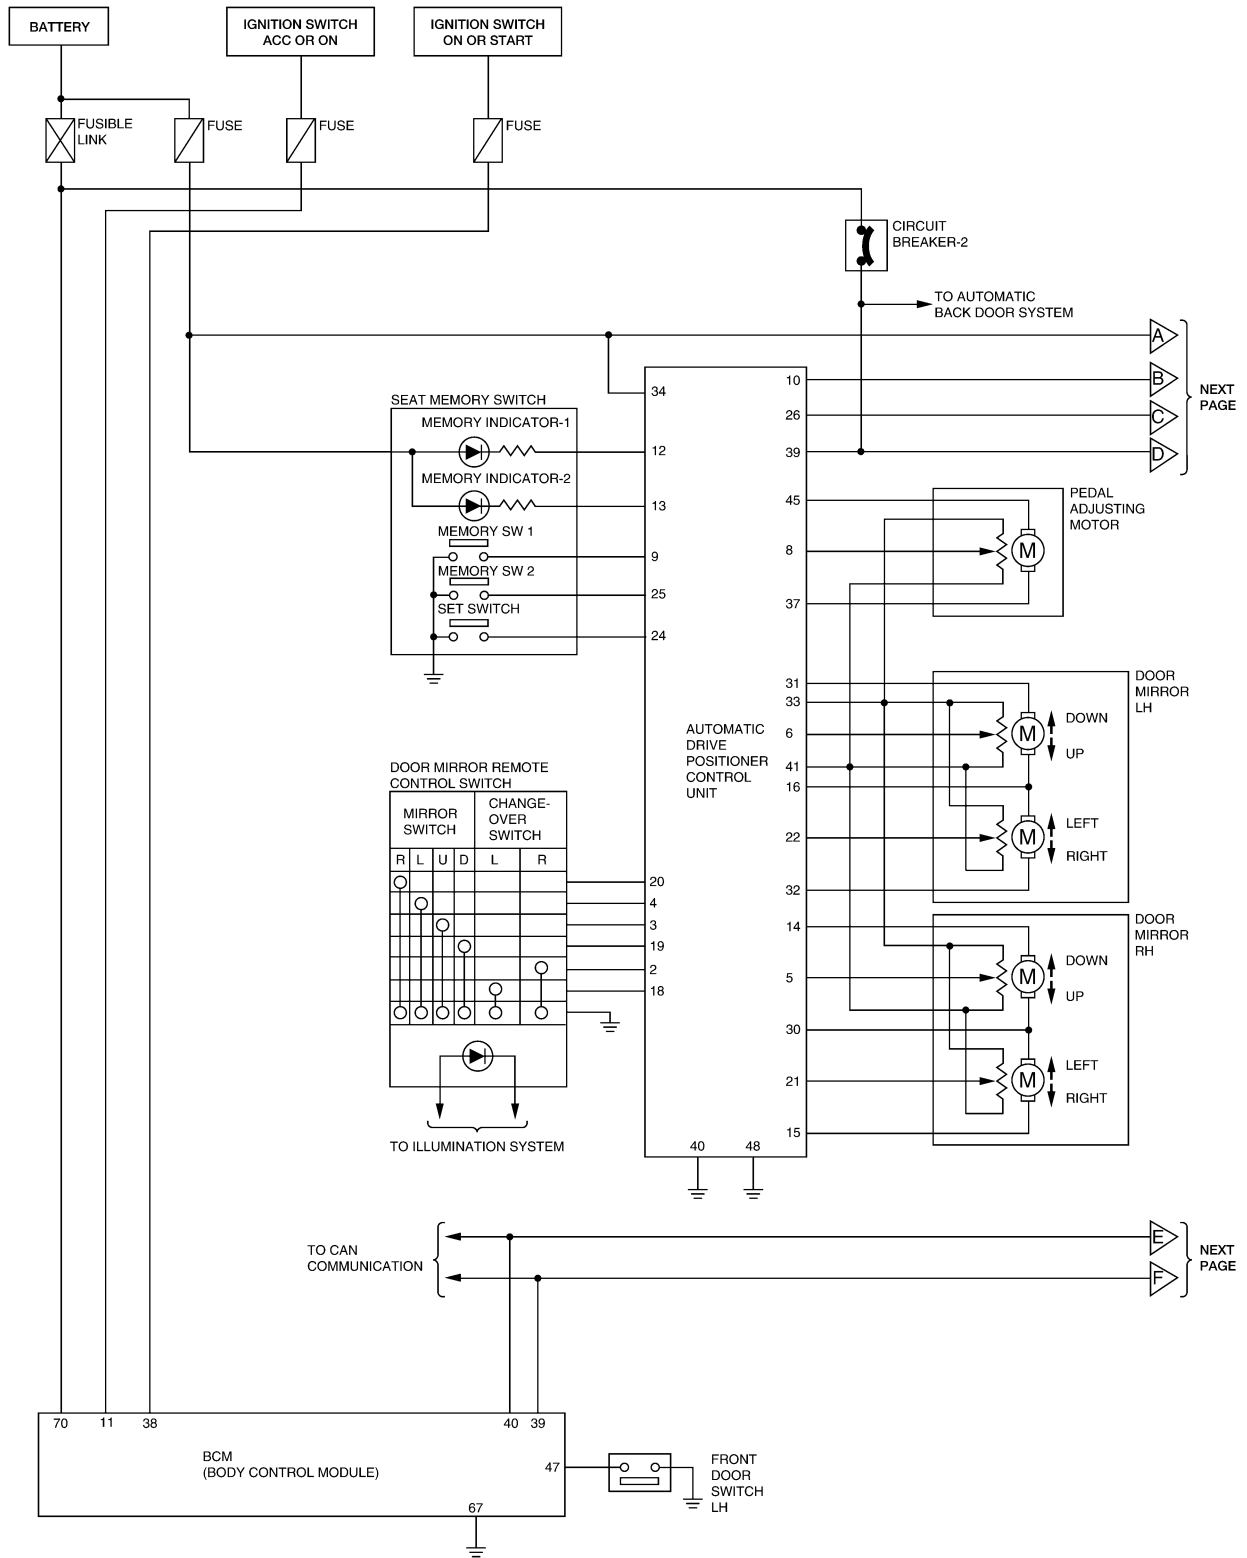 BATTERY
IGNITION SWITCH
ACC OR ON
IGNITION SWITCH
ON OR START
FUSIBLE
LINK
FUSE
FUSE
FUSE
CIRCUIT
BREAKER-2
TO AUTOMATIC
BACK DOOR SYSTEM
A
B
C
D
NEXT
PAGE
SEAT MEMORY SWITCH
MEMORY INDICATOR-1
MEMORY INDICATOR-2
MEMORY SW 1
MEMORY SW 2
SET SWITCH
34
12
13
9
25
24
10
26
39
45
8
37
31
33
6
41
16
22
32
14
5
30
21
15
PEDAL
ADJUSTING
MOTOR
M
DOOR
MIRROR
LH
M
DOWN
UP
M
LEFT
RIGHT
DOOR
MIRROR
RH
M
DOWN
UP
M
LEFT
RIGHT
AUTOMATIC
DRIVE
POSITIONER
CONTROL
UNIT
DOOR MIRROR REMOTE
CONTROL SWITCH
MIRROR
SWITCH
CHANGE-
OVER
SWITCH
R L U D L R
20
4
3
19
2
18
TO ILLUMINATION SYSTEM
40 48
TO CAN
COMMUNICATION
E
F
NEXT
PAGE
70 11 38 40 39
BCM
(BODY CONTROL MODULE)
47
67
FRONT
DOOR
SWITCH
LH